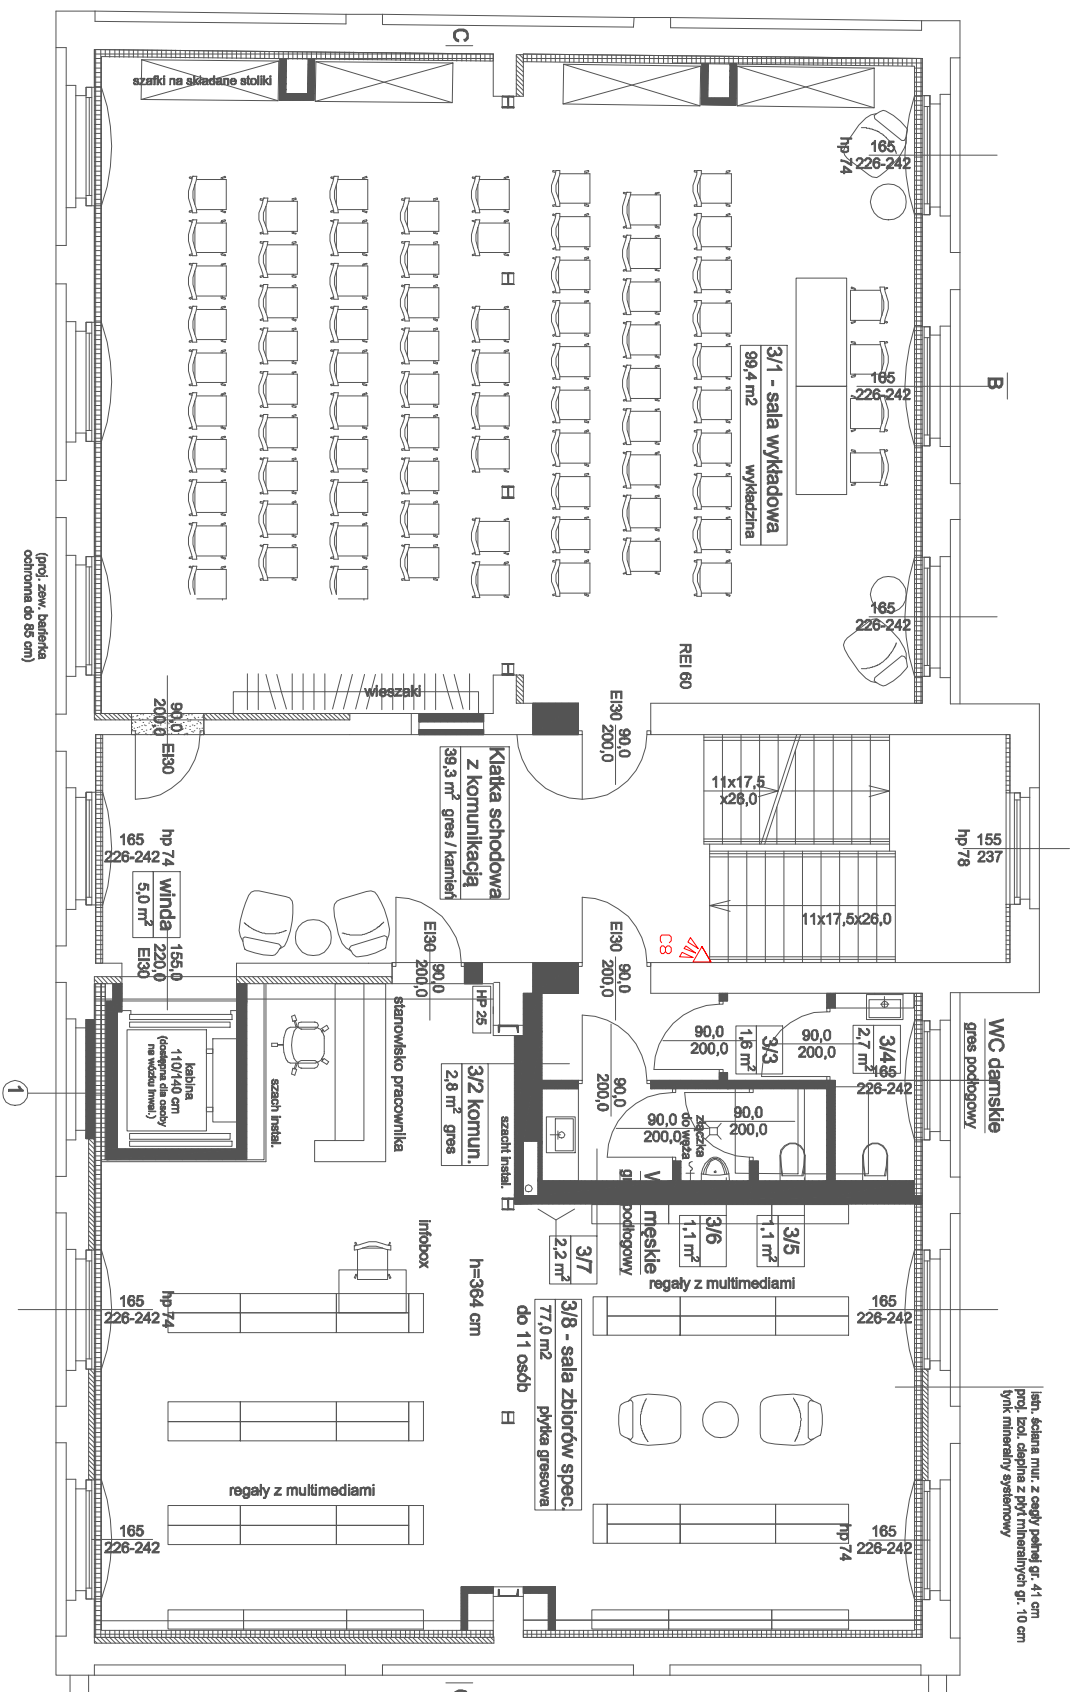 C
szafki na składane stoliki
165
226-242
hp 74
B
165
226-242
3/1 - sala wykładowa
99,4 m2 wykładzina
165
226-242
REI 60
(proj. zew. barierka
ochronna do 85 cm)
wieszaki
90,0
200,0
EI30
EI30
90,0
200,0
Klatka schodowa
z komunikacją
39,3 m² gres / kamień
11x17,5
x26,0
11x17,5x26,0
hp 78
155
237
165
226-242
hp 74
winda
5,0 m²
155,0
220,0
EI30
EI30
90,0
200,0
EI30
90,0
200,0
C8
HP 25
stanowisko pracownika
kabina
110/140 cm
(dostępna dla osoby
na wózku inwal.)
szach instal.
1
3/2 komun.
2,8 m² gres
szacht instal.
90,0
200,0
90,0
200,0
3/3
1,6 m²
90,0
200,0
3/4
2,7 m²
165
226-242
WC damskie
gres podłogowy
90,0
200,0
złączka
do węża
90,0
200,0
męskie
podłogowy
3/6
1,1 m²
3/5
1,1 m²
3/7
2,2 m²
infobox
h=364 cm
regały z multimediami
165
226-242
hp 74
165
226-242
3/8 - sala zbiorów spec.
77,0 m2 płytka gresowa
do 11 osób
istn. ściana mur. z cegły pełnej gr. 41 cm
proj. izol. cieplna z płyt mineralnych gr. 10 cm
tynk mineralny systemowy
regały z multimediami
165
226-242
hp 74
165
226-242